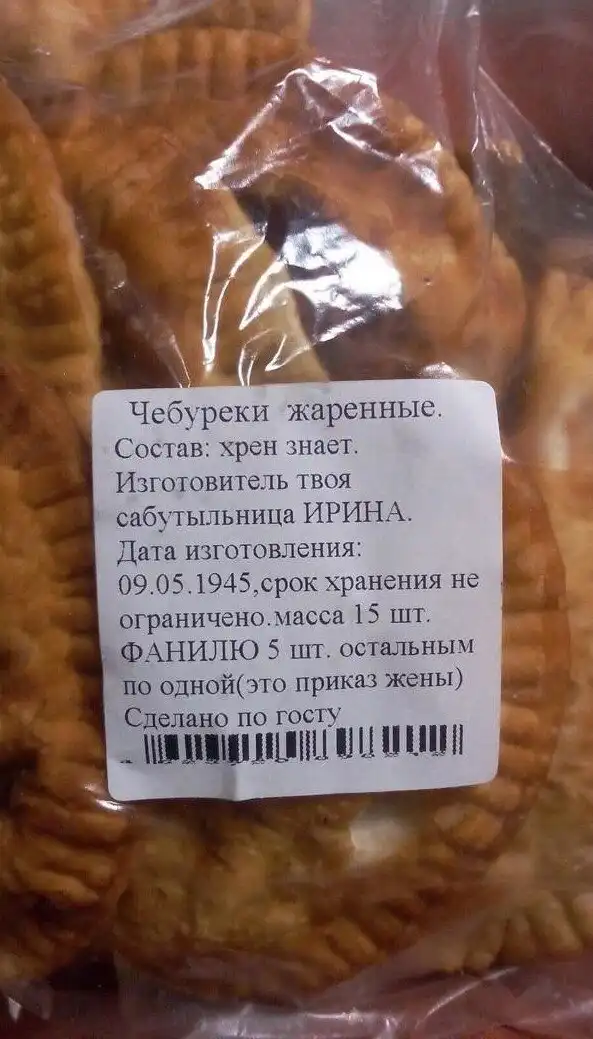 Чебуреки жаренные.
Состав: хрен знает.
Изготовитель твоя
сабутыльница ИРИНА.
Дата изготовления:
09.05.1945,срок хранения не
ограничено.масса 15 шт.
ФАНИЛЮ 5 шт. остальным
по одной(это приказ жены)
Сделано по госту